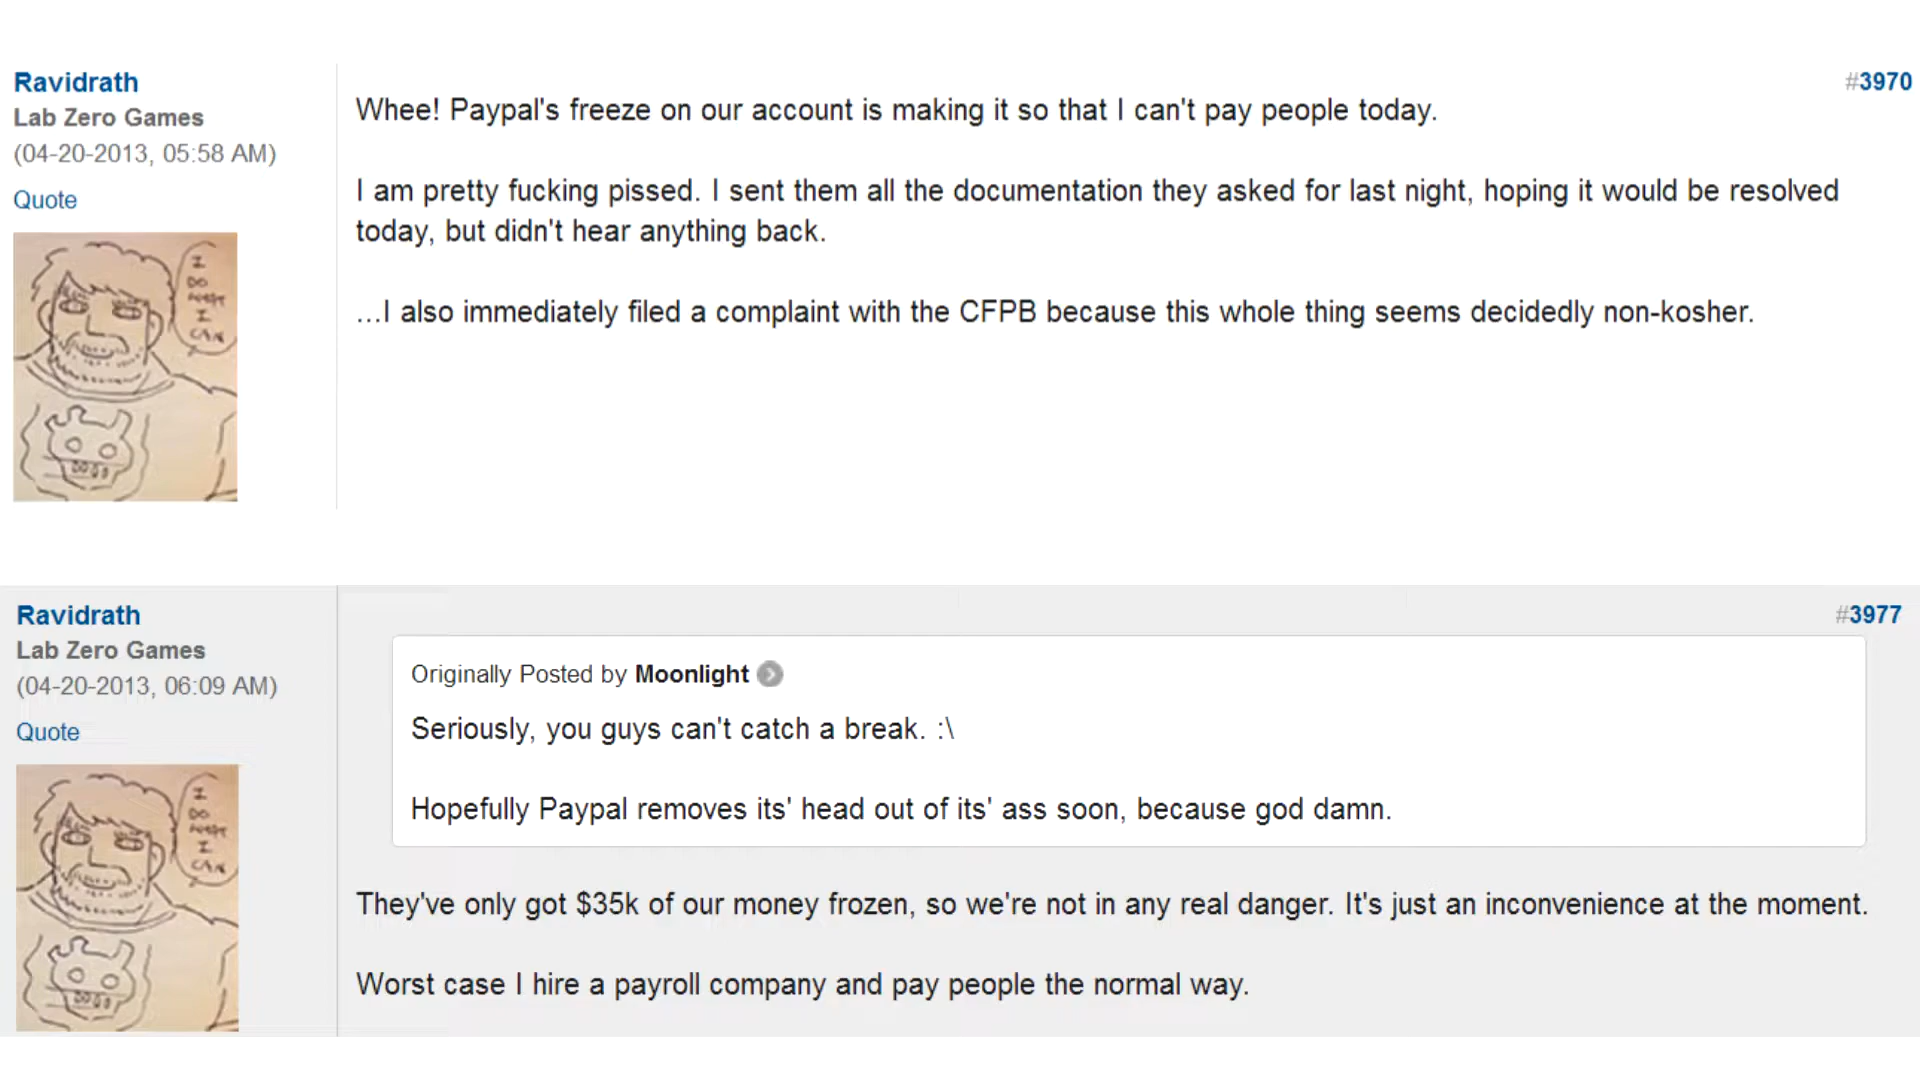 Ravidrath
Lab Zero Games
(04-20-2013, 05:58 AM)
Quote
I
DO
WHAT
I
CAN
#3970
Whee! Paypal's freeze on our account is making it so that I can't pay people today.
I am pretty fucking pissed. I sent them all the documentation they asked for last night, hoping it would be resolved
today, but didn't hear anything back.
...I also immediately filed a complaint with the CFPB because this whole thing seems decidedly non-kosher.
Ravidrath
Lab Zero Games
(04-20-2013, 06:09 AM)
Quote
I
DO
WHAT
I
CAN
#3977
Originally Posted by Moonlight
Seriously, you guys can't catch a break. :\
Hopefully Paypal removes its' head out of its' ass soon, because god damn.
They've only got $35k of our money frozen, so we're not in any real danger. It's just an inconvenience at the moment.
Worst case I hire a payroll company and pay people the normal way.